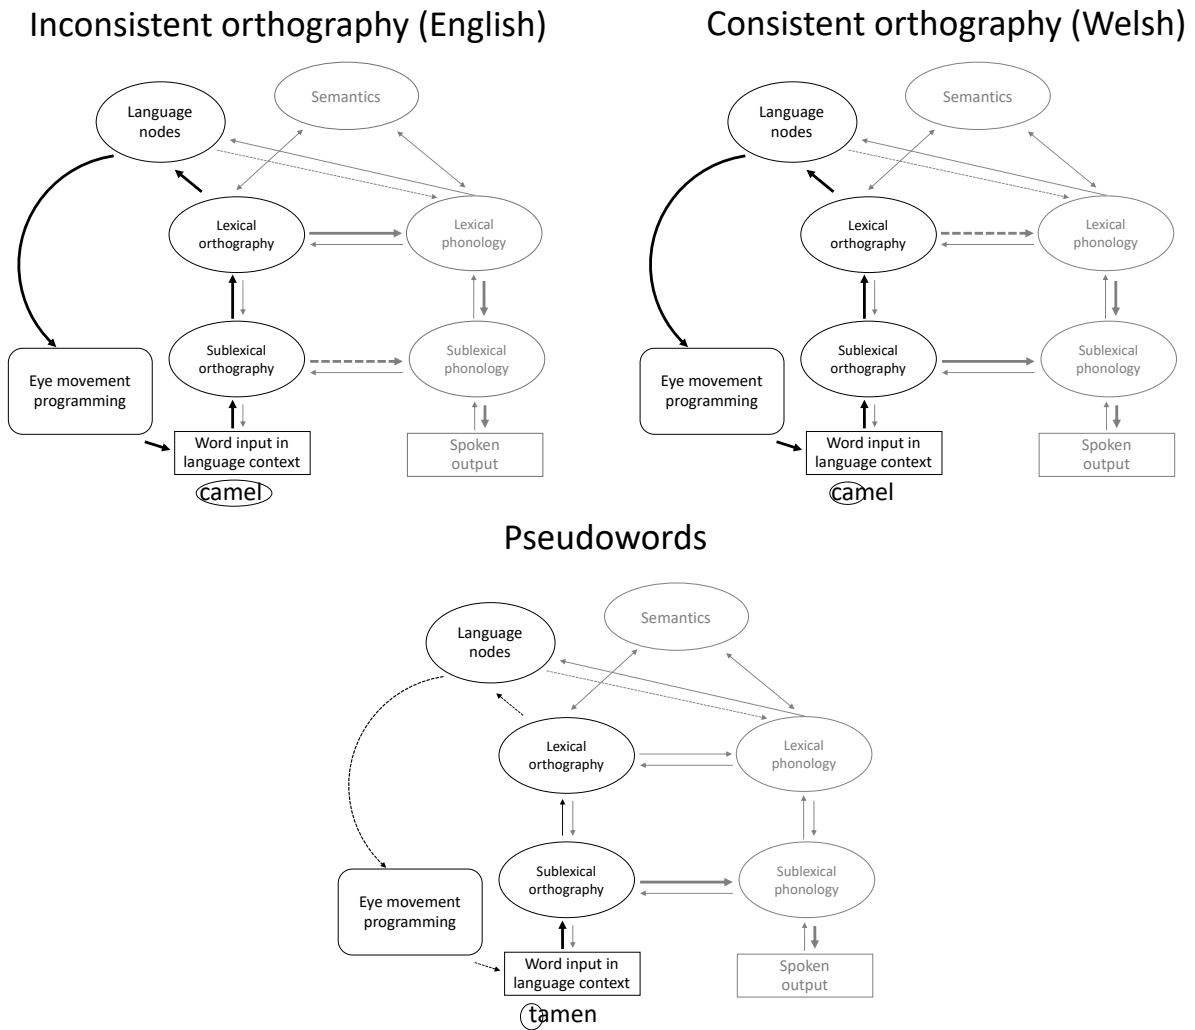 Inconsistent orthography (English)
Semantics
Language
nodes
Lexical
orthography
Lexical
phonology
Sublexical
orthography
Sublexical
phonology
Eye movement
programming
Word input in
language context
Spoken
output
camel
Consistent orthography (Welsh)
Semantics
Language
nodes
Lexical
orthography
Lexical
phonology
Sublexical
orthography
Sublexical
phonology
Eye movement
programming
Word input in
language context
Spoken
output
camel
Pseudowords
Semantics
Language
nodes
Lexical
orthography
Lexical
phonology
Sublexical
orthography
Sublexical
phonology
Eye movement
programming
Word input in
language context
Spoken
output
tamen